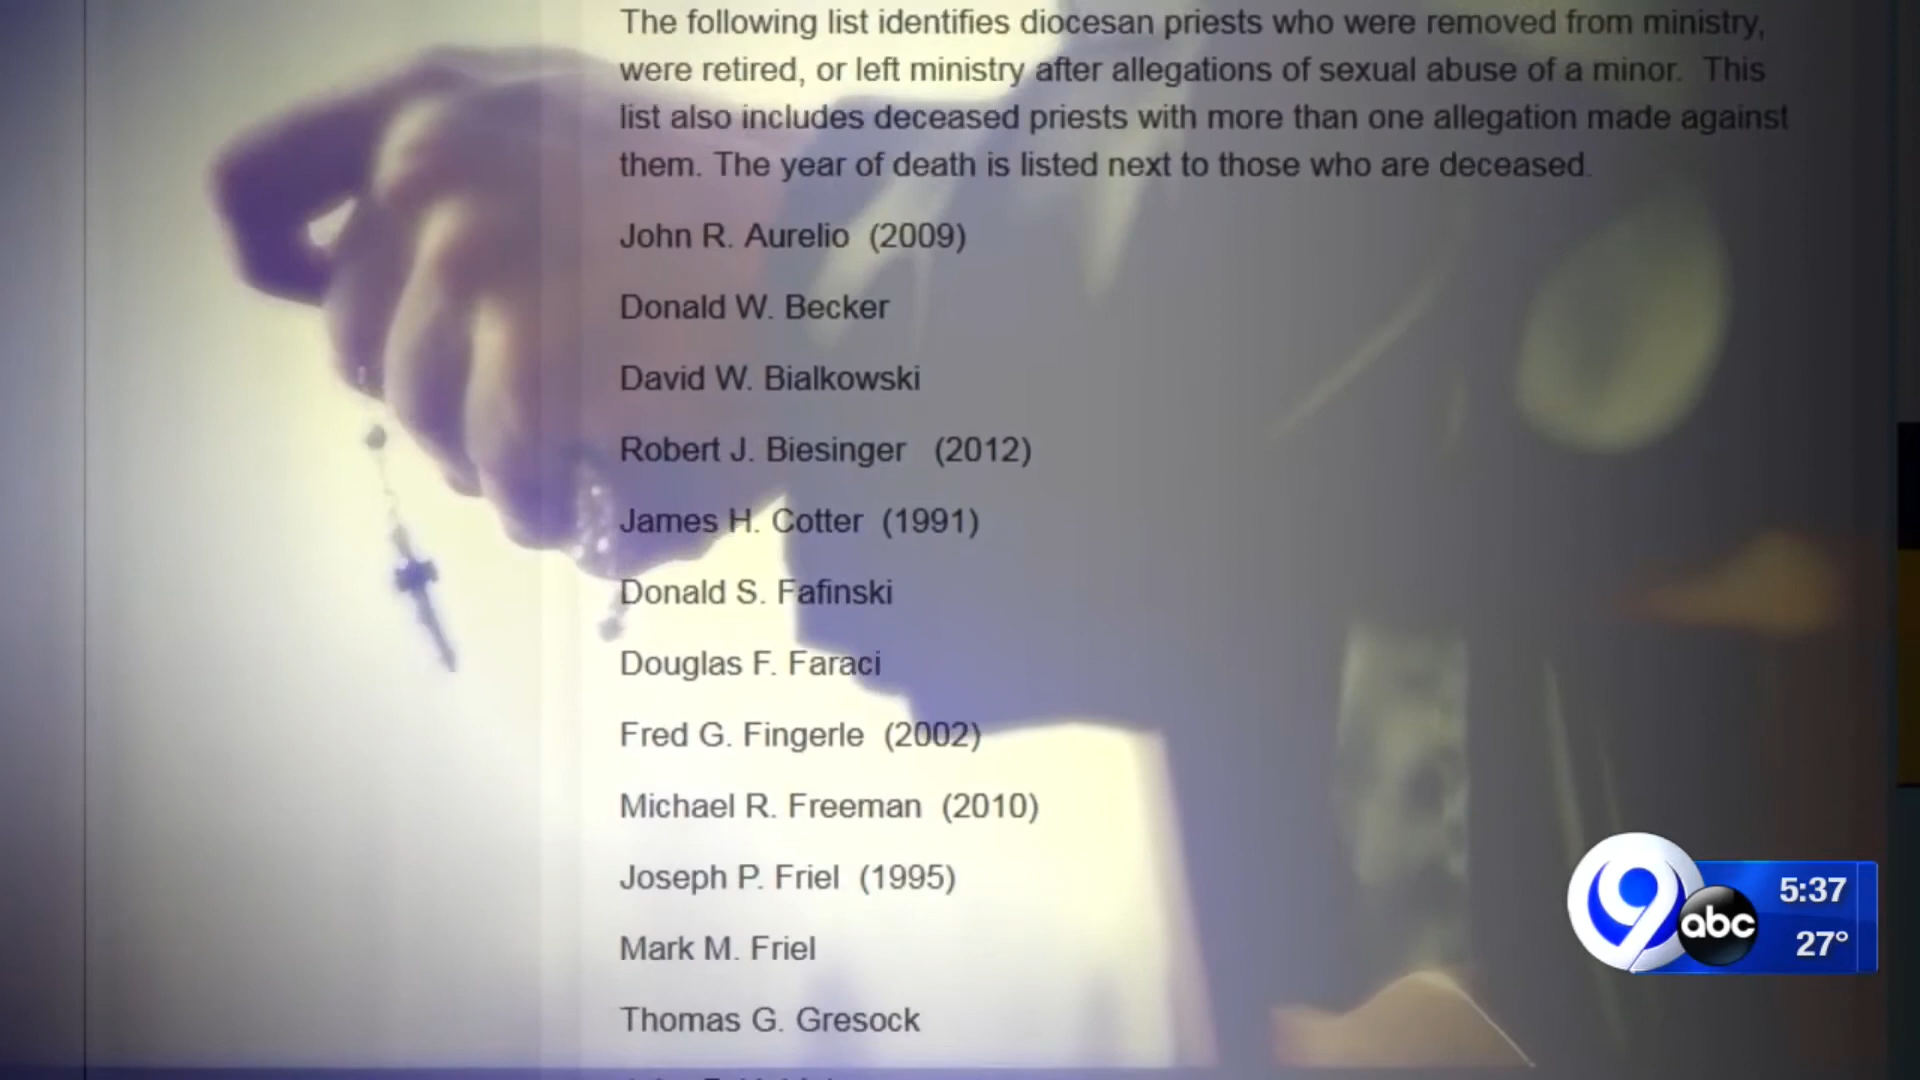 The following list identifies diocesan priests who were removed from ministry,
were retired, or left ministry after allegations of sexual abuse of a minor.  This
list also includes deceased priests with more than one allegation made against
them. The year of death is listed next to those who are deceased.
John R. Aurelio  (2009)
Donald W. Becker
David W. Bialkowski
Robert J. Biesinger  (2012)
James H. Cotter  (1991)
Donald S. Fafinski
Douglas F. Faraci
Fred G. Fingerle  (2002)
Michael R. Freeman  (2010)
Joseph P. Friel  (1995)
Mark M. Friel
Thomas G. Gresock
9 abc 5:37
27°